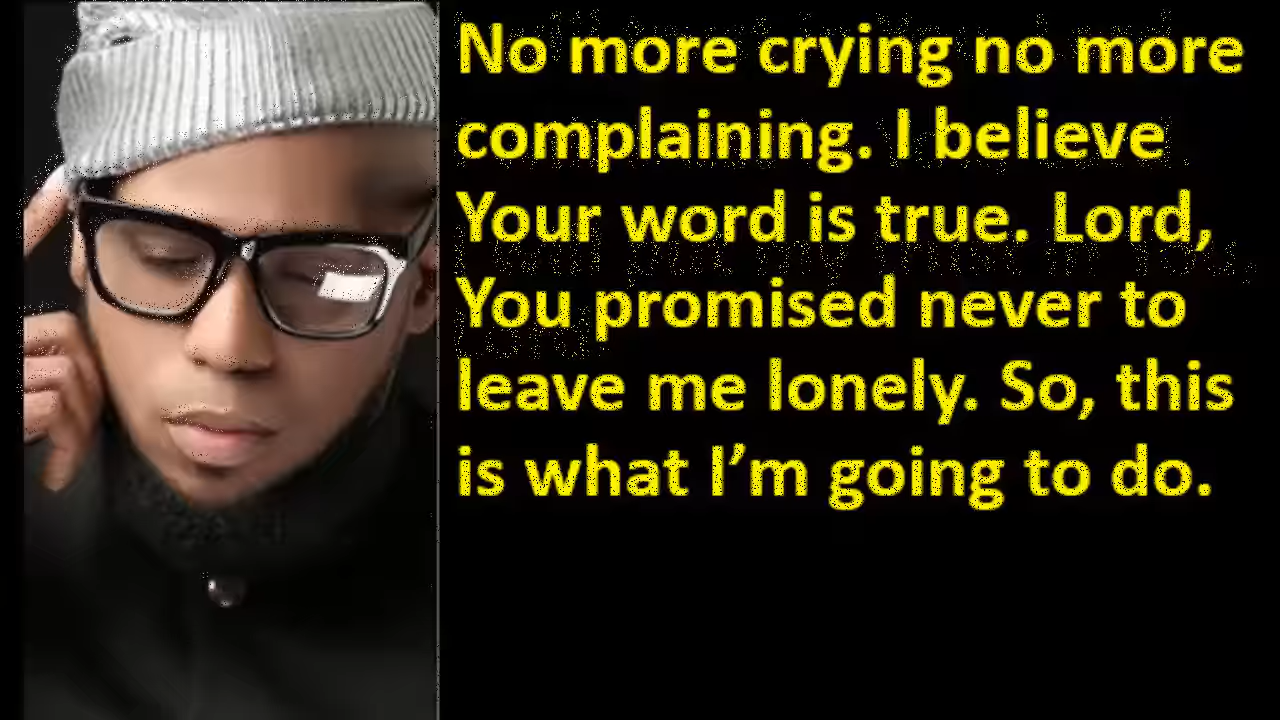 No more crying no more
complaining. I believe
Your word is true. Lord,
You promised never to
leave me lonely. So, this
is what I’m going to do.